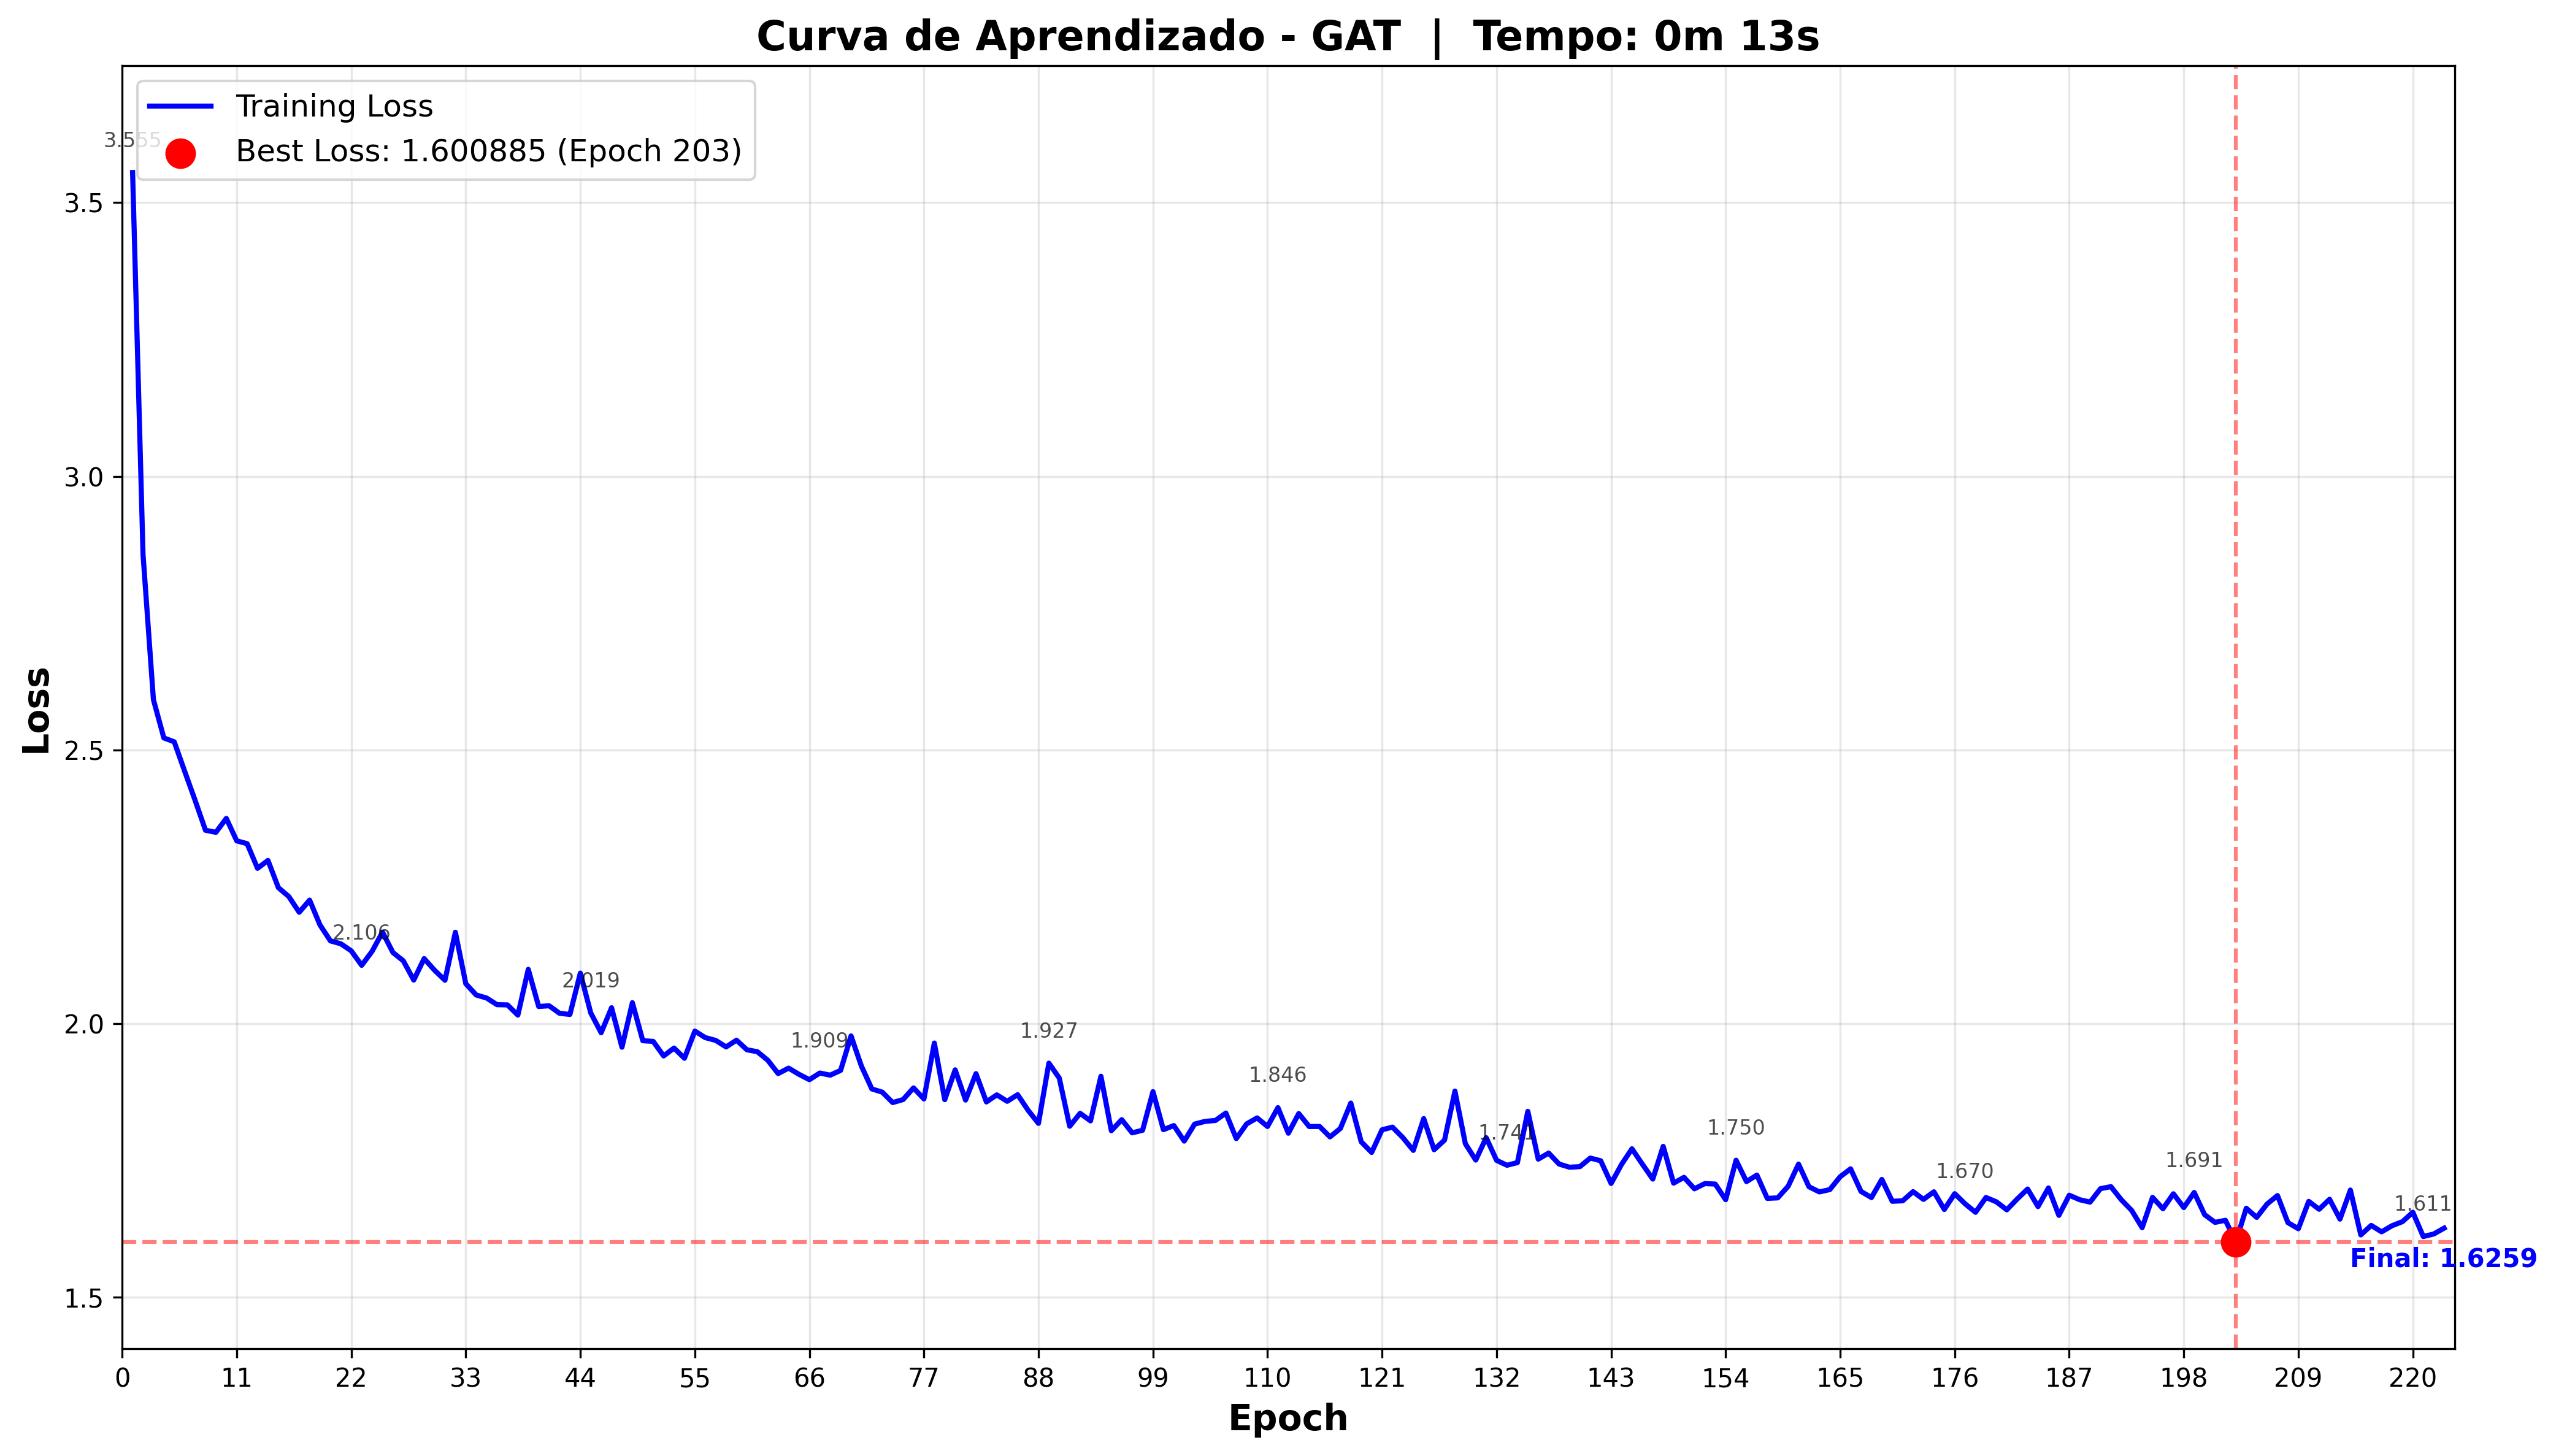 Curva de Aprendizado - GAT | Tempo: 0m 13s
Training Loss
Best Loss: 1.600885 (Epoch 203)
3.555
3.5
3.0
2.5
2.0
1.5
Loss
2.106
2.019
1.909
1.927
1.846
1.741
1.750
1.670
1.691
1.611
Final: 1.6259
0 11 22 33 44 55 66 77 88 99 110 121 132 143 154 165 176 187 198 209 220
Epoch